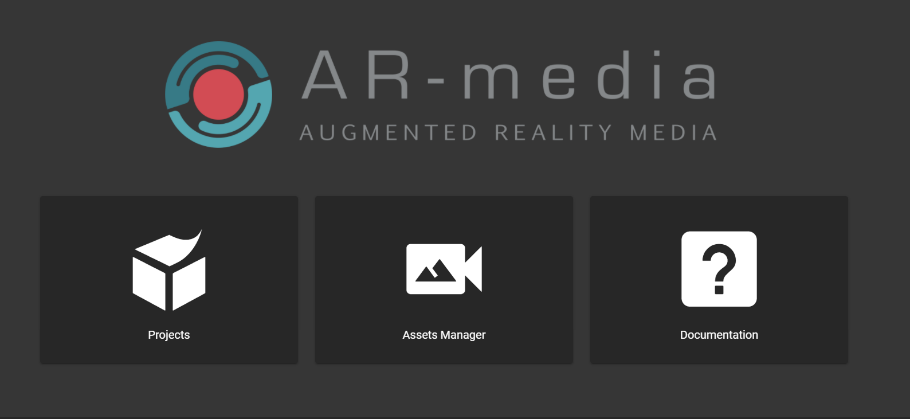 AR-media
AUGMENTED REALITY MEDIA
Projects
Assets Manager
Documentation